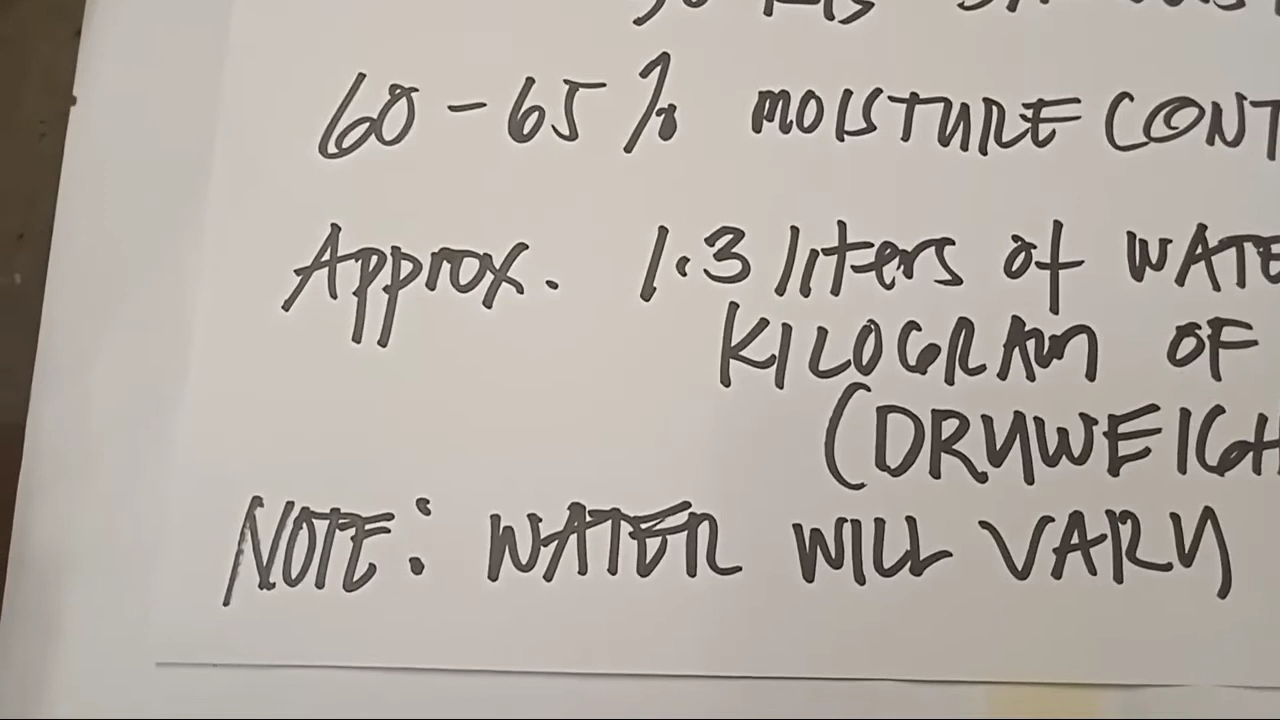 60-65% MOISTURE CONT
Approx. 1.3 liters of WATE
KILOGRAM OF
(DRYWEIGH
NOTE: WATER WILL VARY